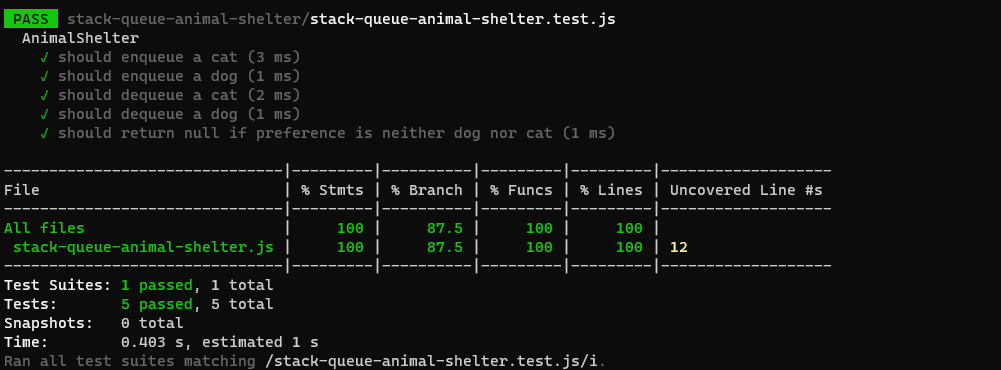 PASS stack-queue-animal-shelter/stack-queue-animal-shelter.test.js
  AnimalShelter
    √ should enqueue a cat (3 ms)
    √ should enqueue a dog (1 ms)
    √ should dequeue a cat (2 ms)
    √ should dequeue a dog (1 ms)
    √ should return null if preference is neither dog nor cat (1 ms)
-------------------------------|---------|----------|---------|---------|-------------------
File                           | % Stmts | % Branch | % Funcs | % Lines | Uncovered Line #s
-------------------------------|---------|----------|---------|---------|-------------------
All files                      |     100 |     87.5 |     100 |     100 |
 stack-queue-animal-shelter.js |     100 |     87.5 |     100 |     100 | 12
-------------------------------|---------|----------|---------|---------|-------------------
Test Suites: 1 passed, 1 total
Tests:       5 passed, 5 total
Snapshots:   0 total
Time:        0.403 s, estimated 1 s
Ran all test suites matching /stack-queue-animal-shelter.test.js/i.